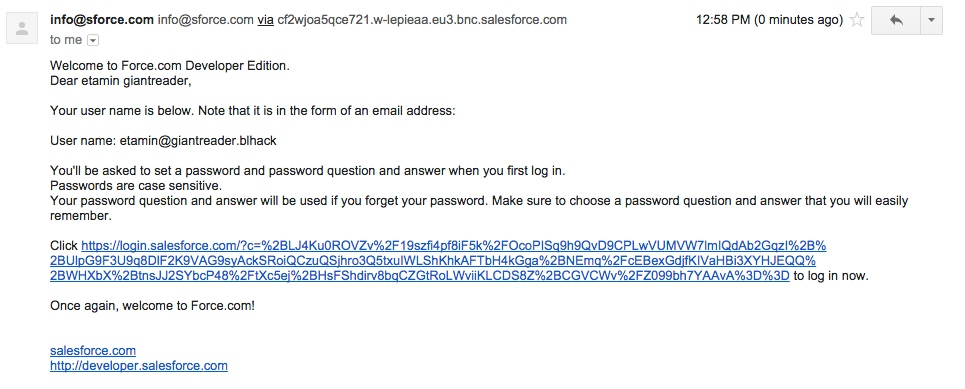 info@sforce.com info@sforce.com via cf2wjoa5qce721.w-lepieaa.eu3.bnc.salesforce.com 12:58 PM (0 minutes ago)
to me
Welcome to Force.com Developer Edition.
Dear etamin giantreader,
Your user name is below. Note that it is in the form of an email address:
User name: etamin@giantreader.blhack
You'll be asked to set a password and password question and answer when you first log in.
Passwords are case sensitive.
Your password question and answer will be used if you forget your password. Make sure to choose a password question and answer that you will easily
remember.
Click https://login.salesforce.com/?c=%2BLJ4Ku0ROVZv%2F19szfi4pf8iF5k%2FOcoPISq9h9QvD9CPLwVUMVW7lmIQdAb2GqzI%2B%
%2BUlpG9F3U9q8DlF2K9VAG9syAckSRoiQCzuQSjhro3Q5txuIWLShKhkAFTbH4kGga%2BNEmq%2FcEBexGdjfKIVaHBi3XYHJEQQ%
%2BWHXbX%2BtnsJJ2SYbcP48%2FtXc5ej%2BHsFShdirv8bqCZGtRoLWviiKLCDS8Z%2BCGVCWv%2FZ099bh7YAAvA%3D%3D to log in now.
Once again, welcome to Force.com!
salesforce.com
http://developer.salesforce.com